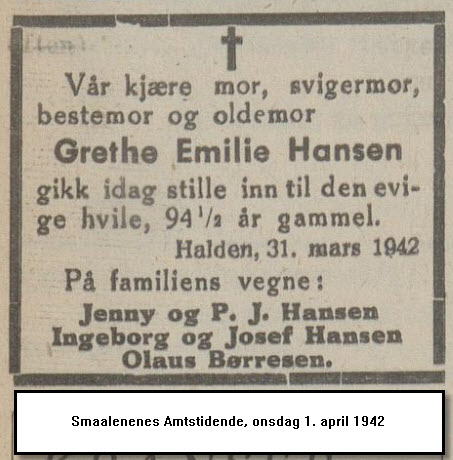 Vår kjære mor, svigermor,
bestemor og oldemor
Grethe Emilie Hansen
gikk idag stille inn til den evi-
ge hvile, 94 1/2 år gammel.
Halden, 31. mars 1942
På familiens vegne:
Jenny og P. J. Hansen
Ingeborg og Josef Hansen
Olaus Børresen.
Smaalenenes Amtstidende, onsdag 1. april 1942